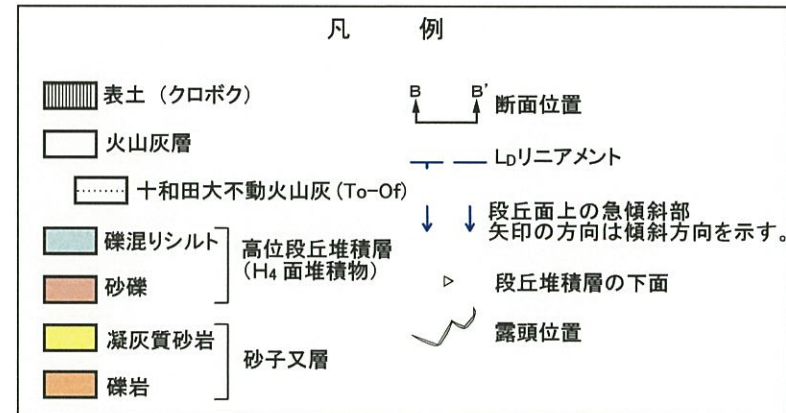 凡 例
表土 (クロボク)
火山灰層
十和田大不動火山灰 (To-Of)
礫混りシルト
砂礫
高位段丘堆積層
(H4 面堆積物)
凝灰質砂岩
礫岩
砂子又層
B B'
断面位置
LDリニアメント
段丘面上の急傾斜部
矢印の方向は傾斜方向を示す。
段丘堆積層の下面
露頭位置